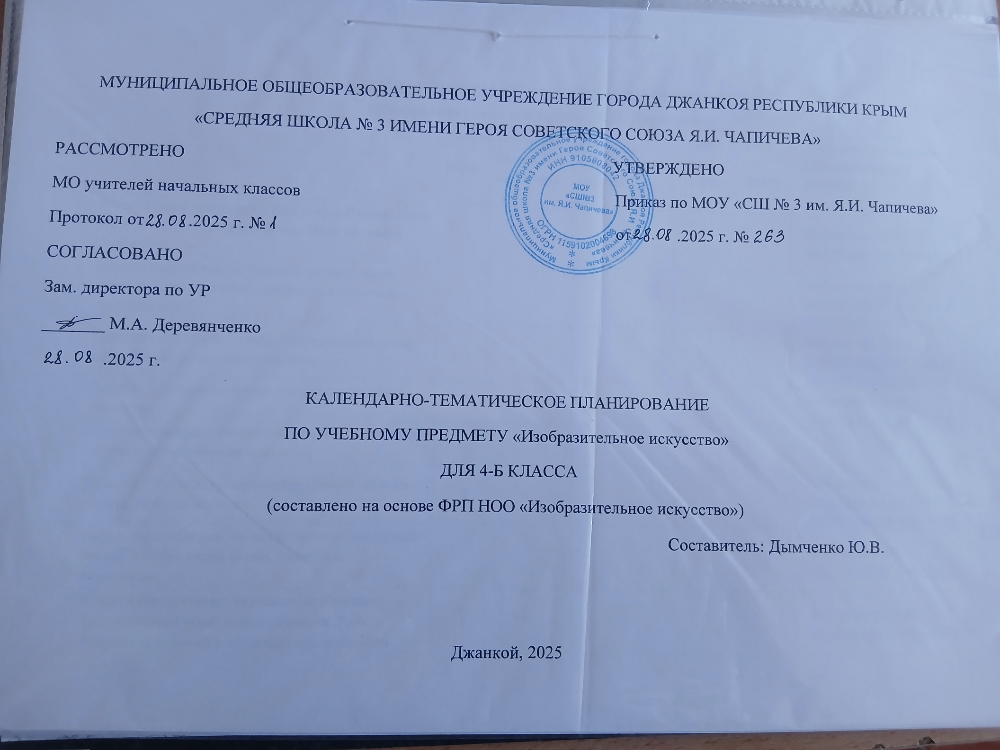 МУНИЦИПАЛЬНОЕ ОБЩЕОБРАЗОВАТЕЛЬНОЕ УЧРЕЖДЕНИЕ ГОРОДА ДЖАНКОЯ РЕСПУБЛИКИ КРЫМ
«СРЕДНЯЯ ШКОЛА № 3 ИМЕНИ ГЕРОЯ СОВЕТСКОГО СОЮЗА Я.И. ЧАПИЧЕВА»
РАССМОТРЕНО
МО учителей начальных классов
Протокол от 28.08.2025 г. № 1
СОГЛАСОВАНО
Зам. директора по УР
М.А. Деревянченко
28.08 .2025 г.
УТВЕРЖДЕНО
Приказ по МОУ «СШ № 3 им. Я.И. Чапичева»
от 28.08 .2025 г. № 263
Муниципальное общеобразовательное учреждение города Джанкоя Республики Крым
«Средняя школа №3 имени Героя Советского Союза Я.И Чапичева»
ИНН 9105008042
ОГРН 1159102004698
МОУ
«СШ№3
им. Я.И. Чапичева»
КАЛЕНДАРНО-ТЕМАТИЧЕСКОЕ ПЛАНИРОВАНИЕ
ПО УЧЕБНОМУ ПРЕДМЕТУ «Изобразительное искусство»
ДЛЯ 4-Б КЛАССА
(составлено на основе ФРП НОО «Изобразительное искусство»)
Составитель: Дымченко Ю.В.
Джанкой, 2025